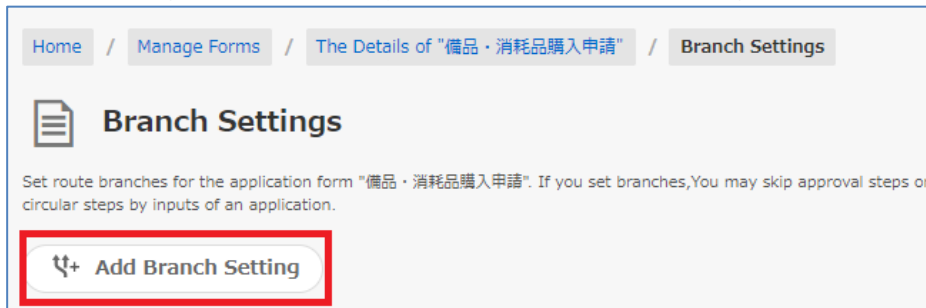 Home / Manage Forms / The Details of "備品・消耗品購入申請" / Branch Settings
Branch Settings
Set route branches for the application form "備品・消耗品購入申請". If you set branches,You may skip approval steps or
circular steps by inputs of an application.
Add Branch Setting